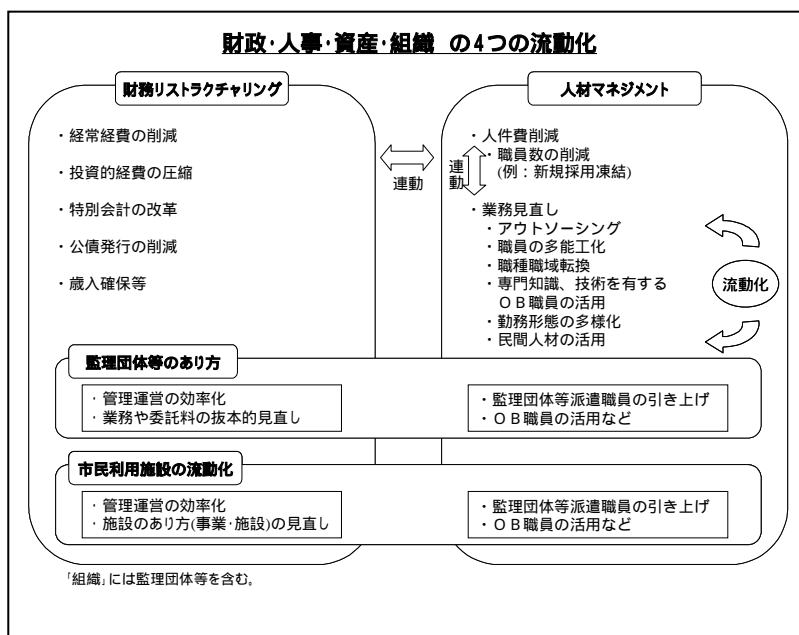 財政・人事・資産・組織 の4つの流動化
財務リストラクチャリング
・経常経費の削減
・投資的経費の圧縮
・特別会計の改革
・公債発行の削減
・歳入確保等
連動
人材マネジメント
・人件費削減
・職員数の削減
(例：新規採用凍結)
連動
・業務見直し
・アウトソーシング
・職員の多能工化
・職種職域転換
・専門知識、技術を有する
ＯＢ職員の活用
・勤務形態の多様化
・民間人材の活用
流動化
監理団体等のあり方
・管理運営の効率化
・業務や委託料の抜本的見直し
・監理団体等派遣職員の引き上げ
・ＯＢ職員の活用など
市民利用施設の流動化
・管理運営の効率化
・施設のあり方(事業・施設)の見直し
・監理団体等派遣職員の引き上げ
・ＯＢ職員の活用など
「組織」には監理団体等を含む。